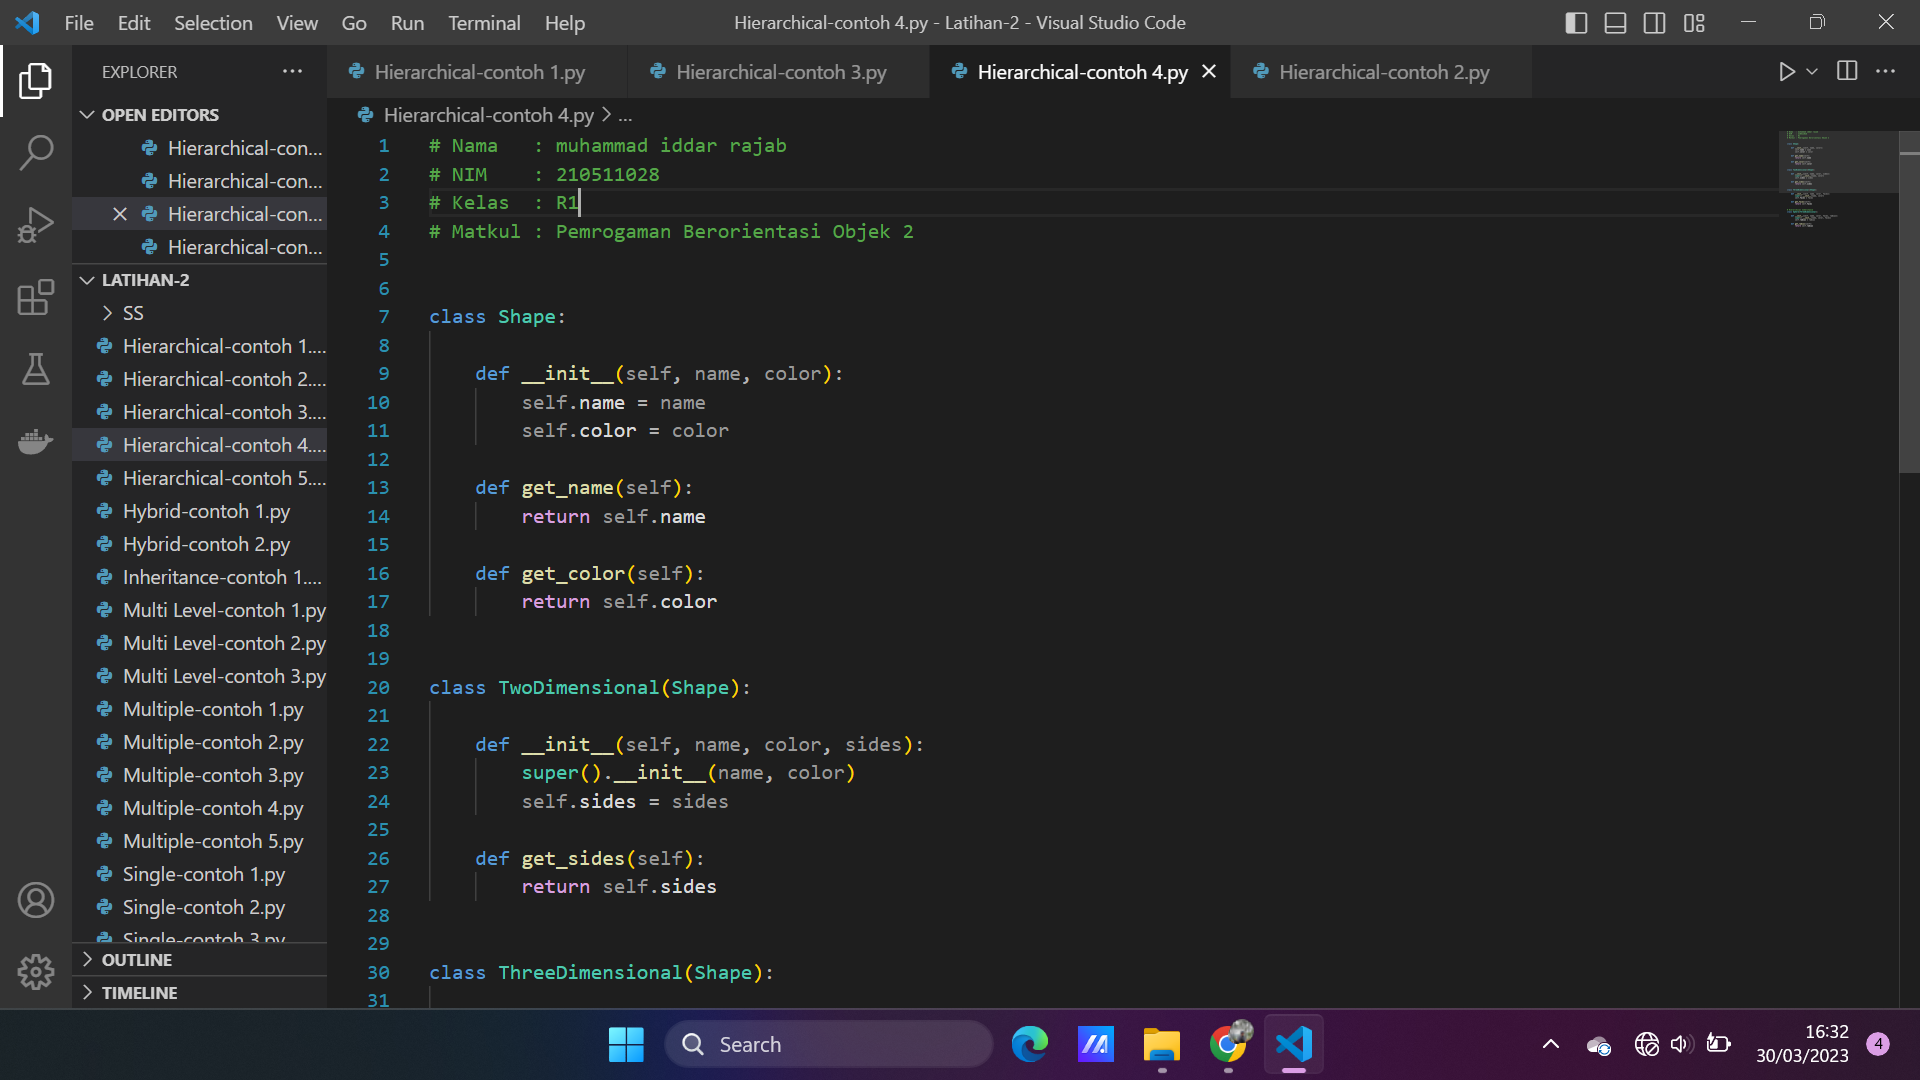 File Edit Selection View Go Run Terminal Help
Hierarchical-contoh 4.py - Latihan-2 - Visual Studio Code
EXPLORER
Hierarchical-contoh 1.py
Hierarchical-contoh 3.py
Hierarchical-contoh 4.py
Hierarchical-contoh 2.py
OPEN EDITORS
Hierarchical-con...
Hierarchical-con...
Hierarchical-con...
Hierarchical-con...
LATIHAN-2
SS
Hierarchical-contoh 1....
Hierarchical-contoh 2....
Hierarchical-contoh 3....
Hierarchical-contoh 4....
Hierarchical-contoh 5....
Hybrid-contoh 1.py
Hybrid-contoh 2.py
Inheritance-contoh 1....
Multi Level-contoh 1.py
Multi Level-contoh 2.py
Multi Level-contoh 3.py
Multiple-contoh 1.py
Multiple-contoh 2.py
Multiple-contoh 3.py
Multiple-contoh 4.py
Multiple-contoh 5.py
Single-contoh 1.py
Single-contoh 2.py
Single-contoh 3.py
OUTLINE
TIMELINE
Hierarchical-contoh 4.py > ...
1 # Nama   : muhammad iddar rajab
2 # NIM    : 210511028
3 # Kelas  : R1
4 # Matkul : Pemrogaman Berorientasi Objek 2
5
6
7 class Shape:
8
9     def __init__(self, name, color):
10         self.name = name
11         self.color = color
12
13     def get_name(self):
14         return self.name
15
16     def get_color(self):
17         return self.color
18
19
20 class TwoDimensional(Shape):
21
22     def __init__(self, name, color, sides):
23         super().__init__(name, color)
24         self.sides = sides
25
26     def get_sides(self):
27         return self.sides
28
29
30 class ThreeDimensional(Shape):
31
Search
16:32
30/03/2023
4